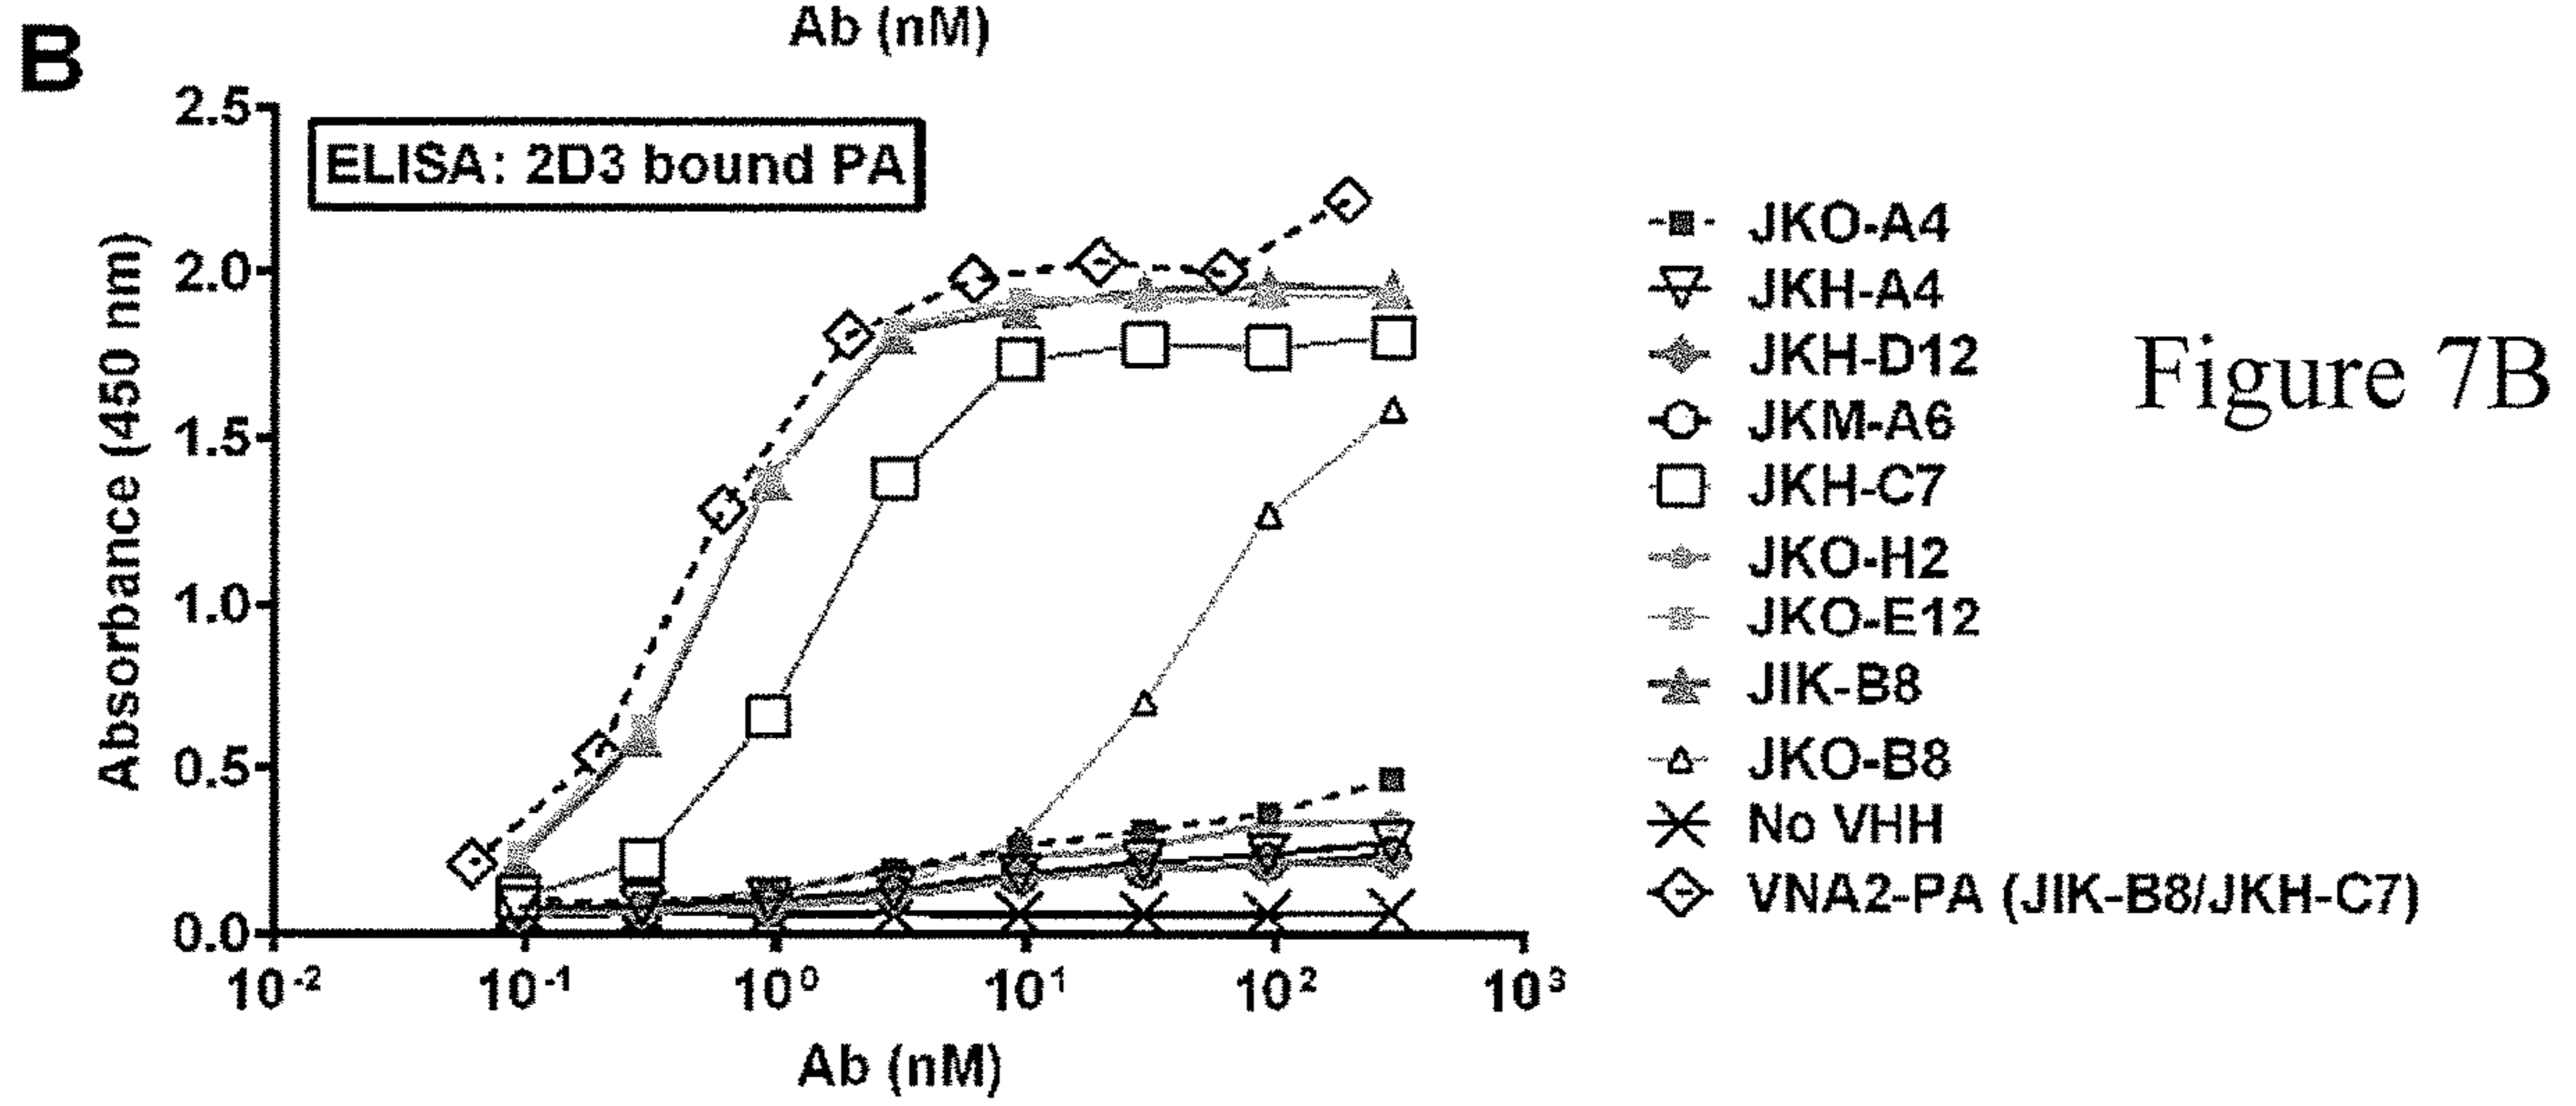 Ab (nM)
B
ELISA: 2D3 bound PA
Absorbance (450 nm)
2.5
2.0
1.5
1.0
0.5
0.0
10⁻² 10⁻¹ 10⁰ 10¹ 10² 10³
Ab (nM)
JKO-A4
JKH-A4
JKH-D12
JKM-A6
JKH-C7
JKO-H2
JKO-E12
JIK-B8
JKO-B8
No VHH
VNA2-PA (JIK-B8/JKH-C7)
Figure 7B